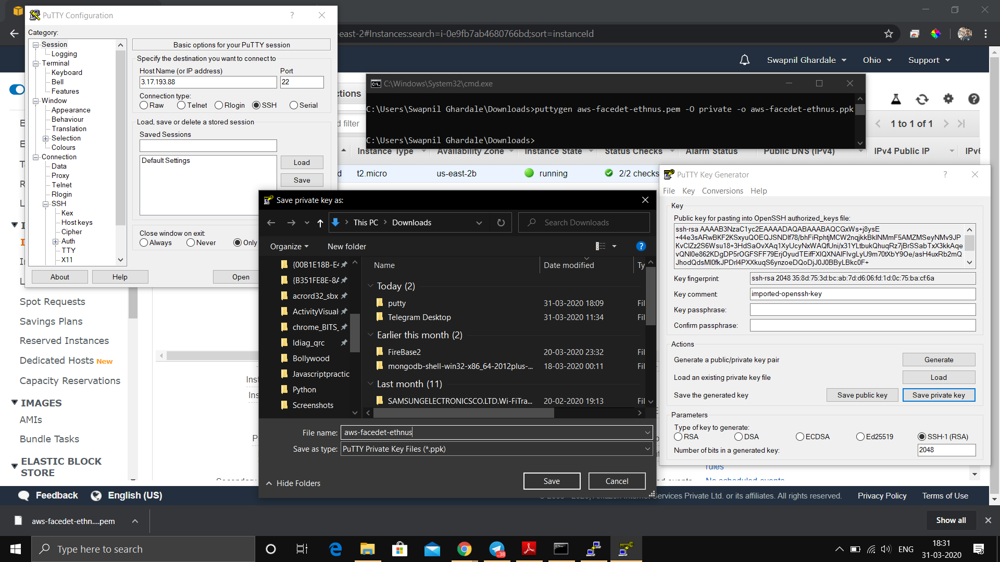 PuTTY Configuration
Category:
Session
Logging
Terminal
Keyboard
Bell
Features
Window
Appearance
Behaviour
Translation
Selection
Colours
Connection
Data
Proxy
Telnet
Rlogin
SSH
Kex
Host keys
Cipher
Auth
TTY
X11
Basic options for your PuTTY session
Specify the destination you want to connect to
Host Name (or IP address) Port
3.17.193.88 22
Connection type:
Raw Telnet Rlogin SSH Serial
Load, save or delete a stored session
Saved Sessions
Default Settings
Load
Save
Close window on exit:
Always Never Only
About Help Open
-east-2#Instances:search=i-0e9fb7ab4680766bd;sort=instanceId
Swapnil Ghardale Ohio Support
ctions
d filter
1 to 1 of 1
C:\Windows\System32\cmd.exe
C:\Users\Swapnil Ghardale\Downloads>puttygen aws-facedet-ethnus.pem -O private -o aws-facedet-ethnus.ppk
C:\Users\Swapnil Ghardale\Downloads>
Instance Type Availability Zone Instance State Status Checks Alarm Status Public DNS (IPv4) IPv4 Public IP IPv6
d t2.micro us-east-2b running 2/2 checks
Save private key as:
This PC Downloads Search Downloads
Organize New folder
{00B1E18B-E4
{B351FE8E-8A
acrord32_sbx
ActivityVisual
chrome_BITS_
ldiag_qrc
Bollywood
Javascriptpractic
Python
Screenshots
Name Date modified Ty
Today (2)
putty 31-03-2020 18:09 Fil
Telegram Desktop 31-03-2020 11:34 Fil
Earlier this month (2)
FireBase2 20-03-2020 23:32 Fil
mongodb-shell-win32-x86_64-2012plus-... 18-03-2020 00:11 Fil
Last month (11)
SAMSUNGELECTRONICSCO.LTD.Wi-FiTra... 20-02-2020 19:13 Fil
File name: aws-facedet-ethnus
Save as type: PuTTY Private Key Files (*.ppk)
Hide Folders Save Cancel
PuTTY Key Generator
File Key Conversions Help
Key
Public key for pasting into OpenSSH authorized_keys file:
ssh-rsa AAAAB3NzaC1yc2EAAAADAQABAAABAQCGxWs+j8ysE
+44e3sARwBKF2KSxyuQOEQJSNDlf78/bhFiRphtjMCW2nqjkkBklNMmF5AMZMSeyNMv9JP
KvClZz2S6Wsu18+3HdSaOvXAq1XyUcyNxWAQfUni/x31YLtbukQhuqRz7jBrSSabTxX3kkAqe
vQNl0e862KDgDP5rOGFSFF79ErjOyudTEifFXlQXNAlFIvgLyU9m70tXbY9Oe/asH4uxRb2mQ
JhodQdsMl0fkJPDrl4PXXkuqS6ynzoeDQoDjJ0J0BByLBkc0F+
Key fingerprint: ssh-rsa 2048 35:8d:75:3d:bc:ab:7d:d6:06:fd:1d:0c:75:ba:cf:6a
Key comment: imported-openssh-key
Key passphrase:
Confirm passphrase:
Actions
Generate a public/private key pair Generate
Load an existing private key file Load
Save the generated key Save public key Save private key
Parameters
Type of key to generate:
RSA DSA ECDSA Ed25519 SSH-1 (RSA)
Number of bits in a generated key: 2048
rules
No scheduled events
Spot Requests
Savings Plans
Reserved Instances
Dedicated Hosts New
Capacity Reservations
IMAGES
AMIs
Bundle Tasks
ELASTIC BLOCK
STORE
Feedback English (US)
Services Private Ltd. or its affiliates. All rights reserved. Privacy Policy Terms of Use
aws-facedet-ethn....pem
Show all
Type here to search
38
ENG
18:31
31-03-2020